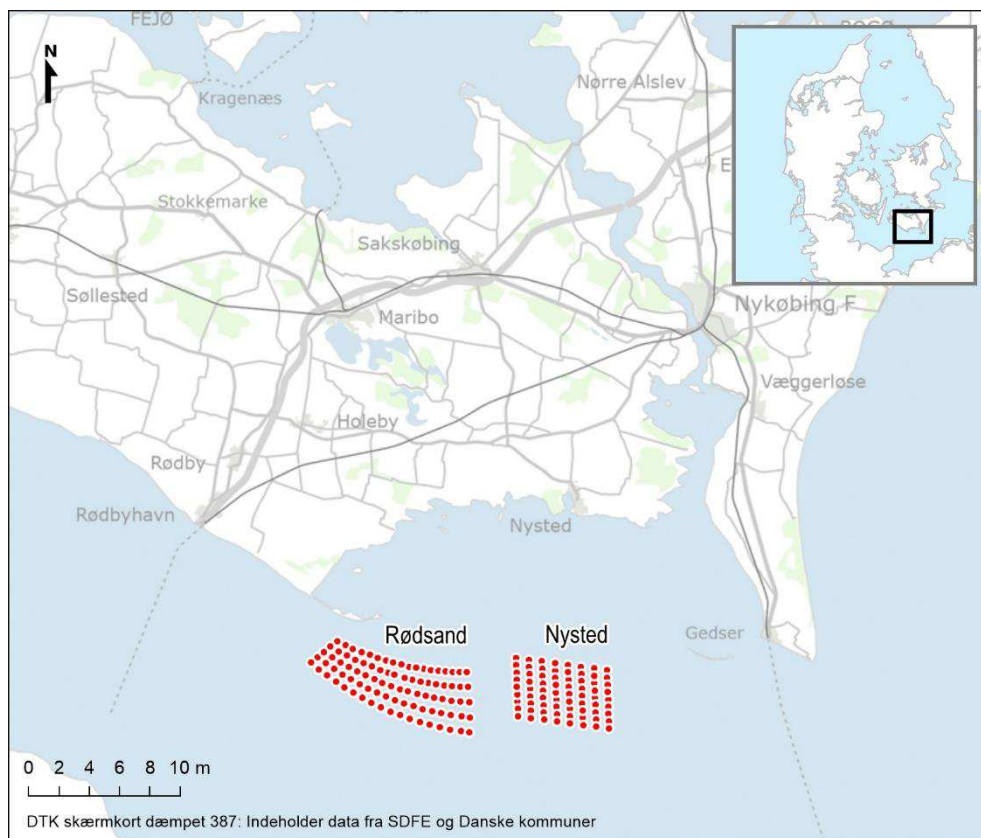 FEJØ
N
Kragenæs
Nørre Alslev
Stokkemarke
Sakskøbing
E
Søllested
Maribo
Nykøbing F
Væggerløse
Holeby
Rødby
Rødbyhavn
Nysted
Rødsand
Nysted
Gedser
0 2 4 6 8 10 m
DTK skærmkort dæmpet 387: Indeholder data fra SDFE og Danske kommuner